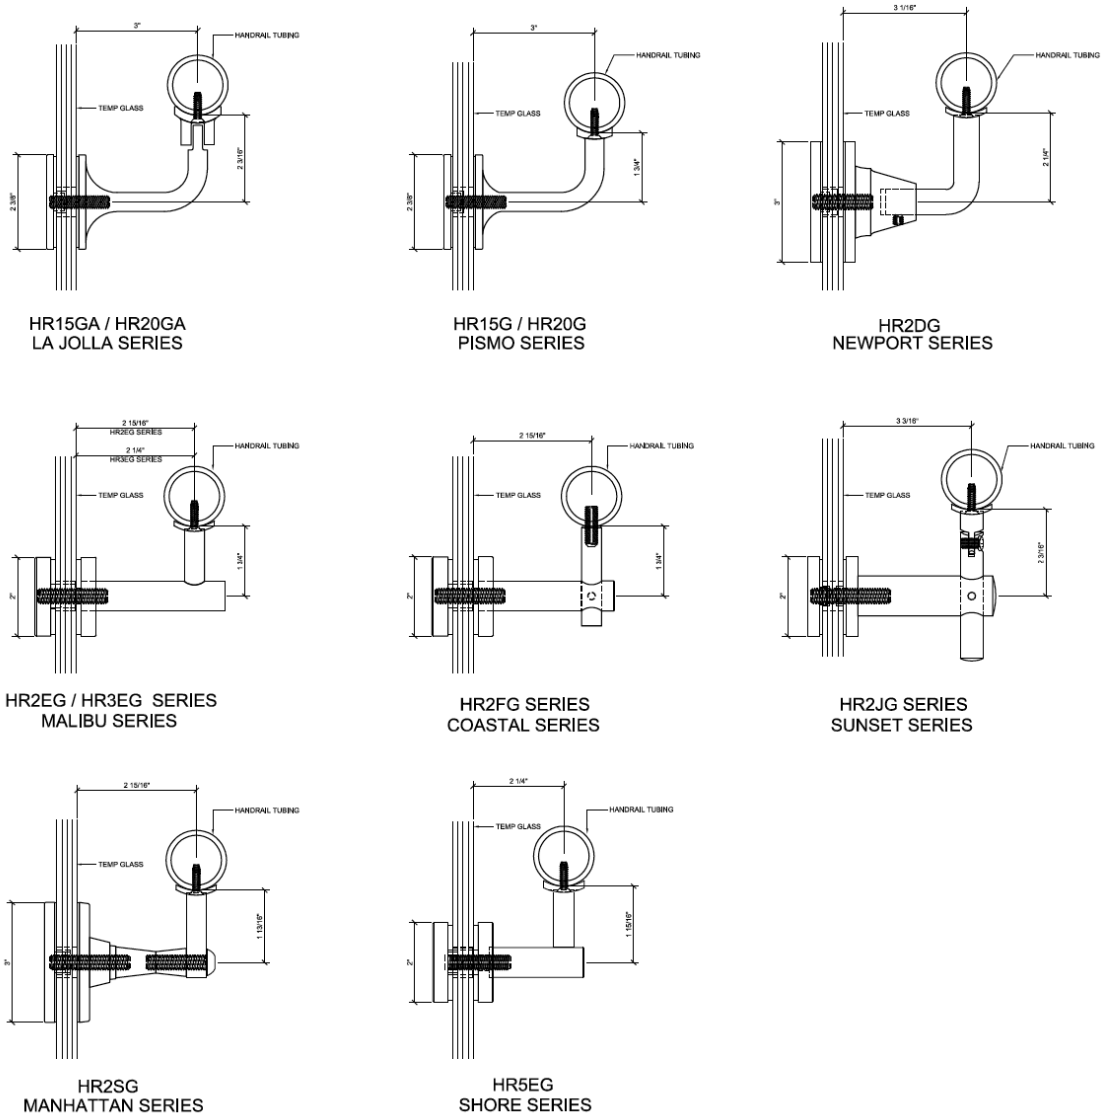 3"
HANDRAIL TUBING
TEMP GLASS
2 3/16"
2 3/8"
HR15GA / HR20GA
LA JOLLA SERIES
3"
HANDRAIL TUBING
TEMP GLASS
1 3/4"
2 3/8"
HR15G / HR20G
PISMO SERIES
3 1/16"
HANDRAIL TUBING
TEMP GLASS
2 1/4"
3"
HR2DG
NEWPORT SERIES
2 15/16"
HR2EG SERIES
2 1/4"
HR3EG SERIES
HANDRAIL TUBING
TEMP GLASS
1 3/4"
2"
HR2EG / HR3EG SERIES
MALIBU SERIES
2 15/16"
HANDRAIL TUBING
TEMP GLASS
1 3/4"
2"
HR2FG SERIES
COASTAL SERIES
3 3/16"
HANDRAIL TUBING
TEMP GLASS
2 3/16"
2"
HR2JG SERIES
SUNSET SERIES
2 15/16"
HANDRAIL TUBING
TEMP GLASS
1 13/16"
3"
HR2SG
MANHATTAN SERIES
2 1/4"
HANDRAIL TUBING
TEMP GLASS
1 15/16"
2"
HR5EG
SHORE SERIES